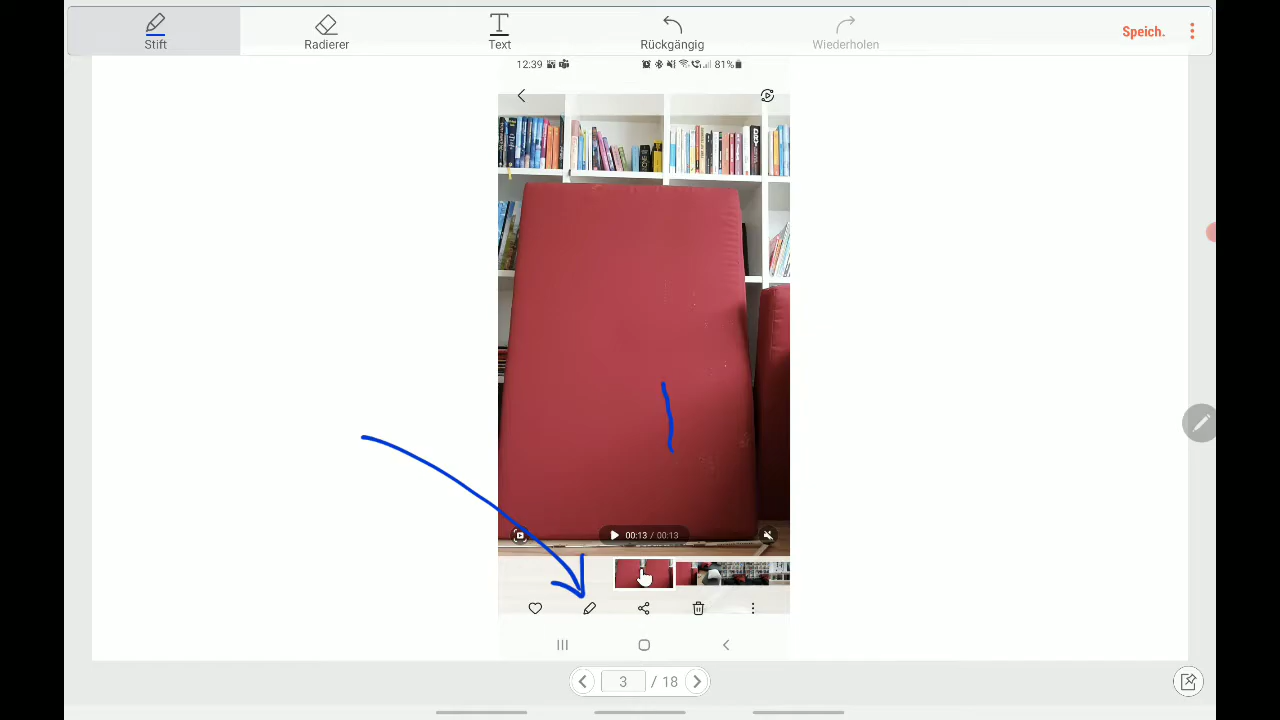 Stift
Radierer
Text
Rückgängig
Wiederholen
Speich.
12:39
81%
00:13 / 00:13
3 / 18